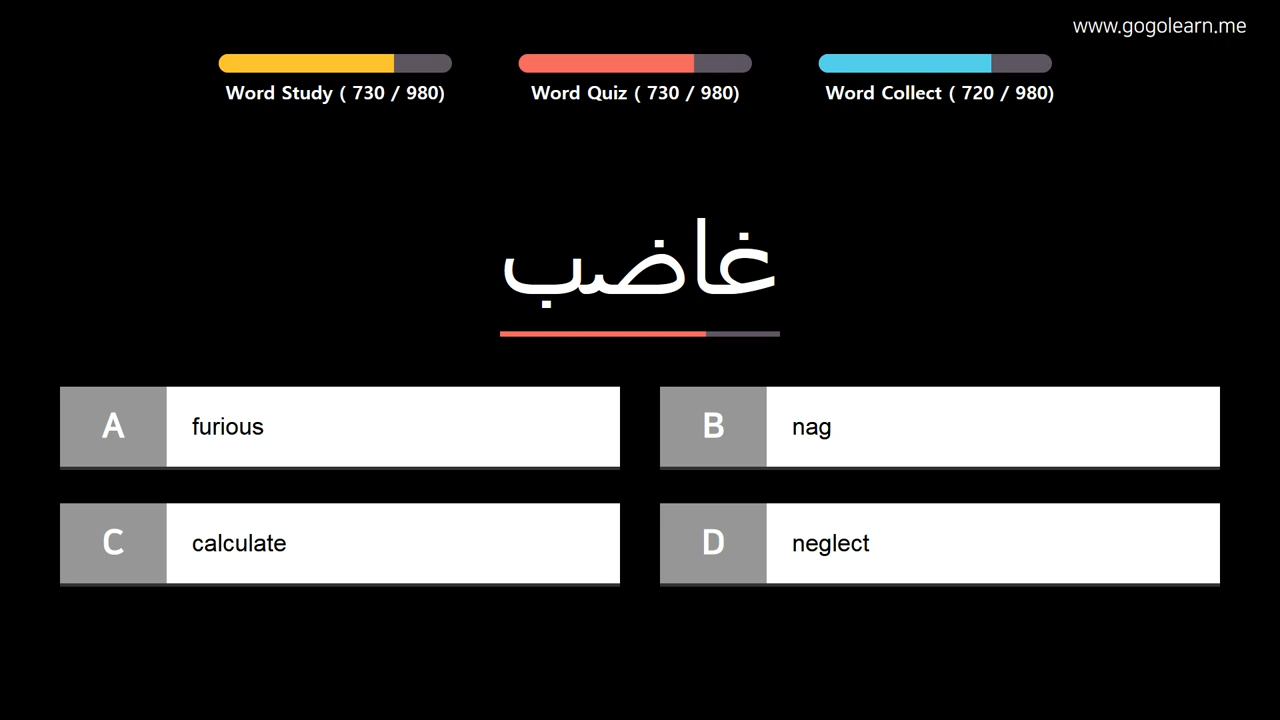 www.gogolearn.me
Word Study ( 730 / 980)
Word Quiz ( 730 / 980)
Word Collect ( 720 / 980)
غاضب
A furious
B nag
C calculate
D neglect